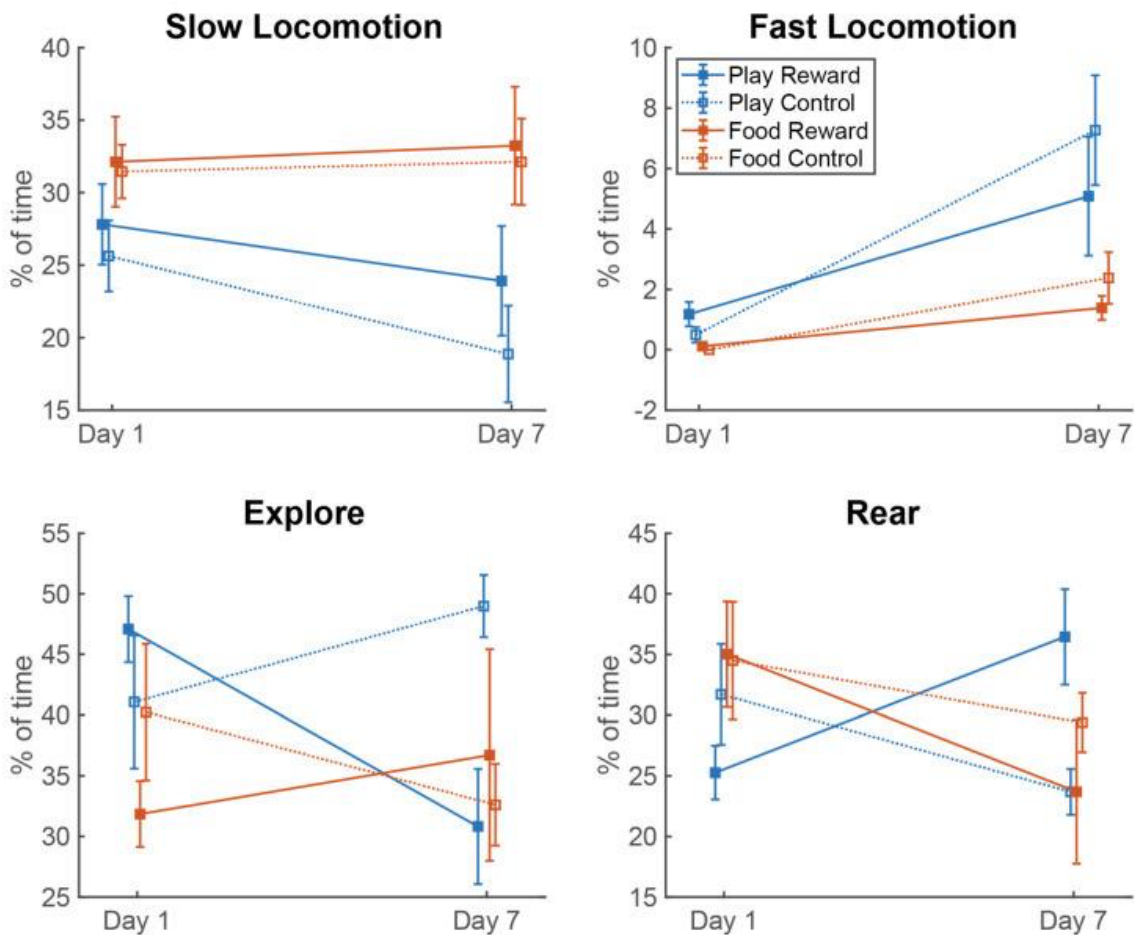 Slow Locomotion
40
35
30
25
20
15
% of time
Day 1
Day 7
Fast Locomotion
10
8
6
4
2
0
-2
% of time
Play Reward
Play Control
Food Reward
Food Control
Day 1
Day 7
Explore
55
50
45
40
35
30
25
% of time
Day 1
Day 7
Rear
45
40
35
30
25
20
15
% of time
Day 1
Day 7